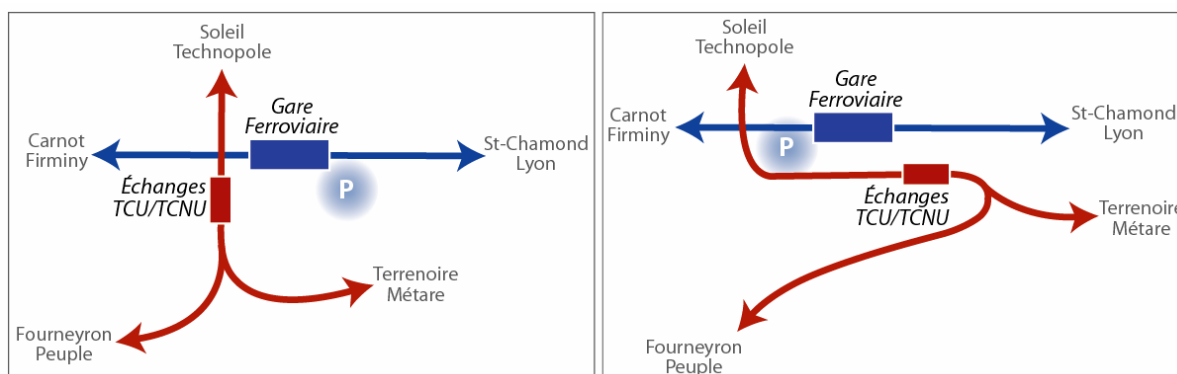 Soleil
Technopole
Gare
Ferroviaire
Carnot
Firminy
St-Chamond
Lyon
P
Échanges
TCU/TCNU
Terrenoire
Métare
Fourneyron
Peuple
Soleil
Technopole
Gare
Ferroviaire
Carnot
Firminy
St-Chamond
Lyon
P
Échanges
TCU/TCNU
Terrenoire
Métare
Fourneyron
Peuple